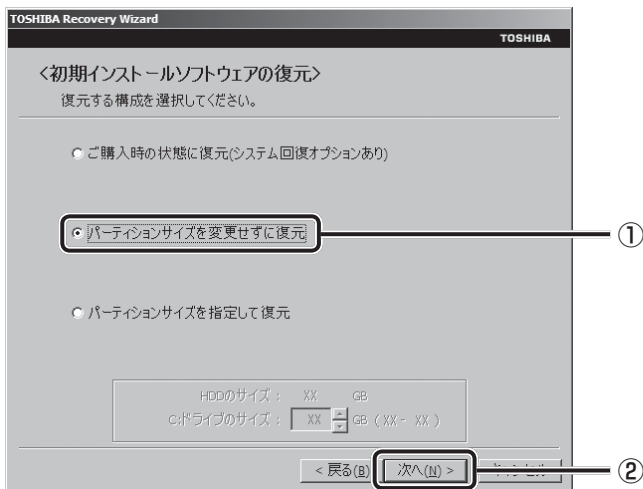 TOSHIBA Recovery Wizard
TOSHIBA
<初期インストールソフトウェアの復元>
復元する構成を選択してください。
ご購入時の状態に復元(システム回復オプションあり)
パーティションサイズを変更せずに復元
①
パーティションサイズを指定して復元
HDDのサイズ： XX GB
C:ドライブのサイズ： XX GB ( XX - XX )
< 戻る(B) 次へ(N) >
②